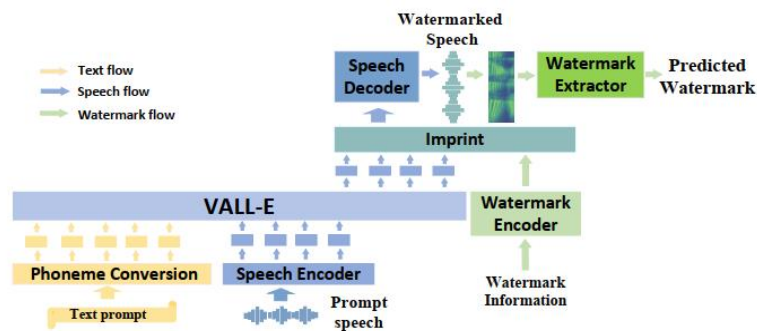 Watermarked
Speech
Text flow
Speech flow
Watermark flow
Speech
Decoder
Watermark
Extractor
Predicted
Watermark
Imprint
VALL-E
Watermark
Encoder
Phoneme Conversion
Speech Encoder
Text prompt
Prompt
speech
Watermark
Information